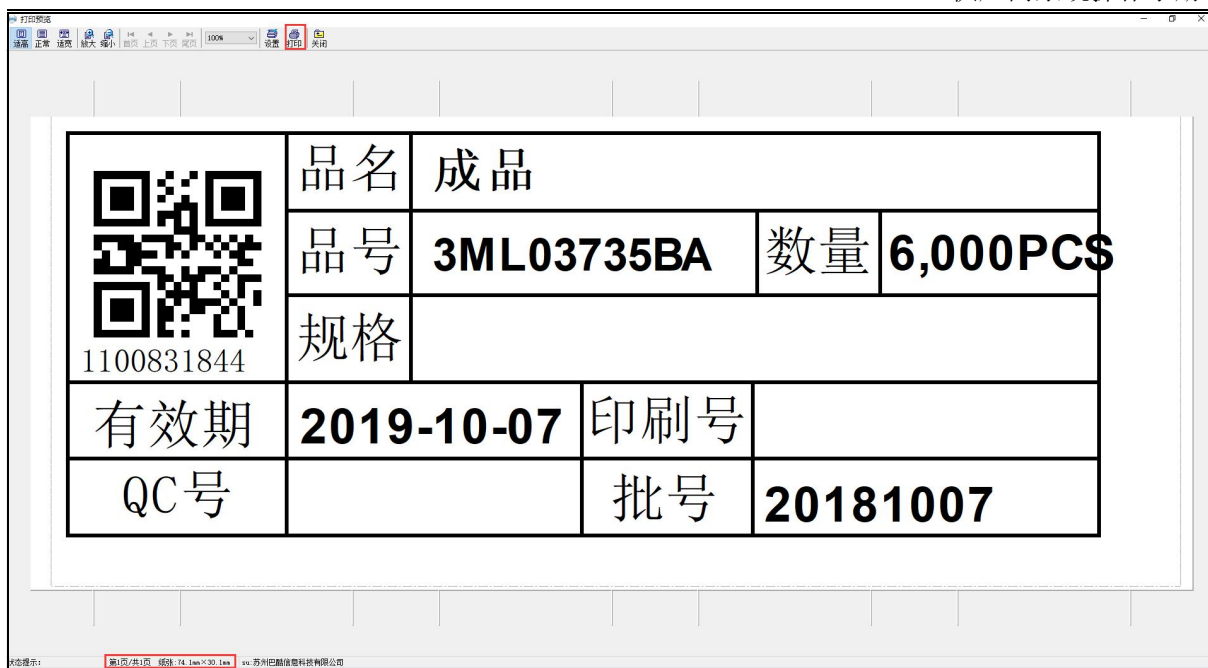 打印预览
适高 正常 适宽 放大 缩小 首页 上页 下页 尾页 100% 设置 打印 关闭
品名 成品
品号 3ML03735BA 数量 6,000PCS
规格
1100831844
有效期 2019-10-07 印刷号
QC号 批号 20181007
状态提示: 第1页/共1页 纸张:74.1mm×30.1mm su:苏州巴酷信息科技有限公司